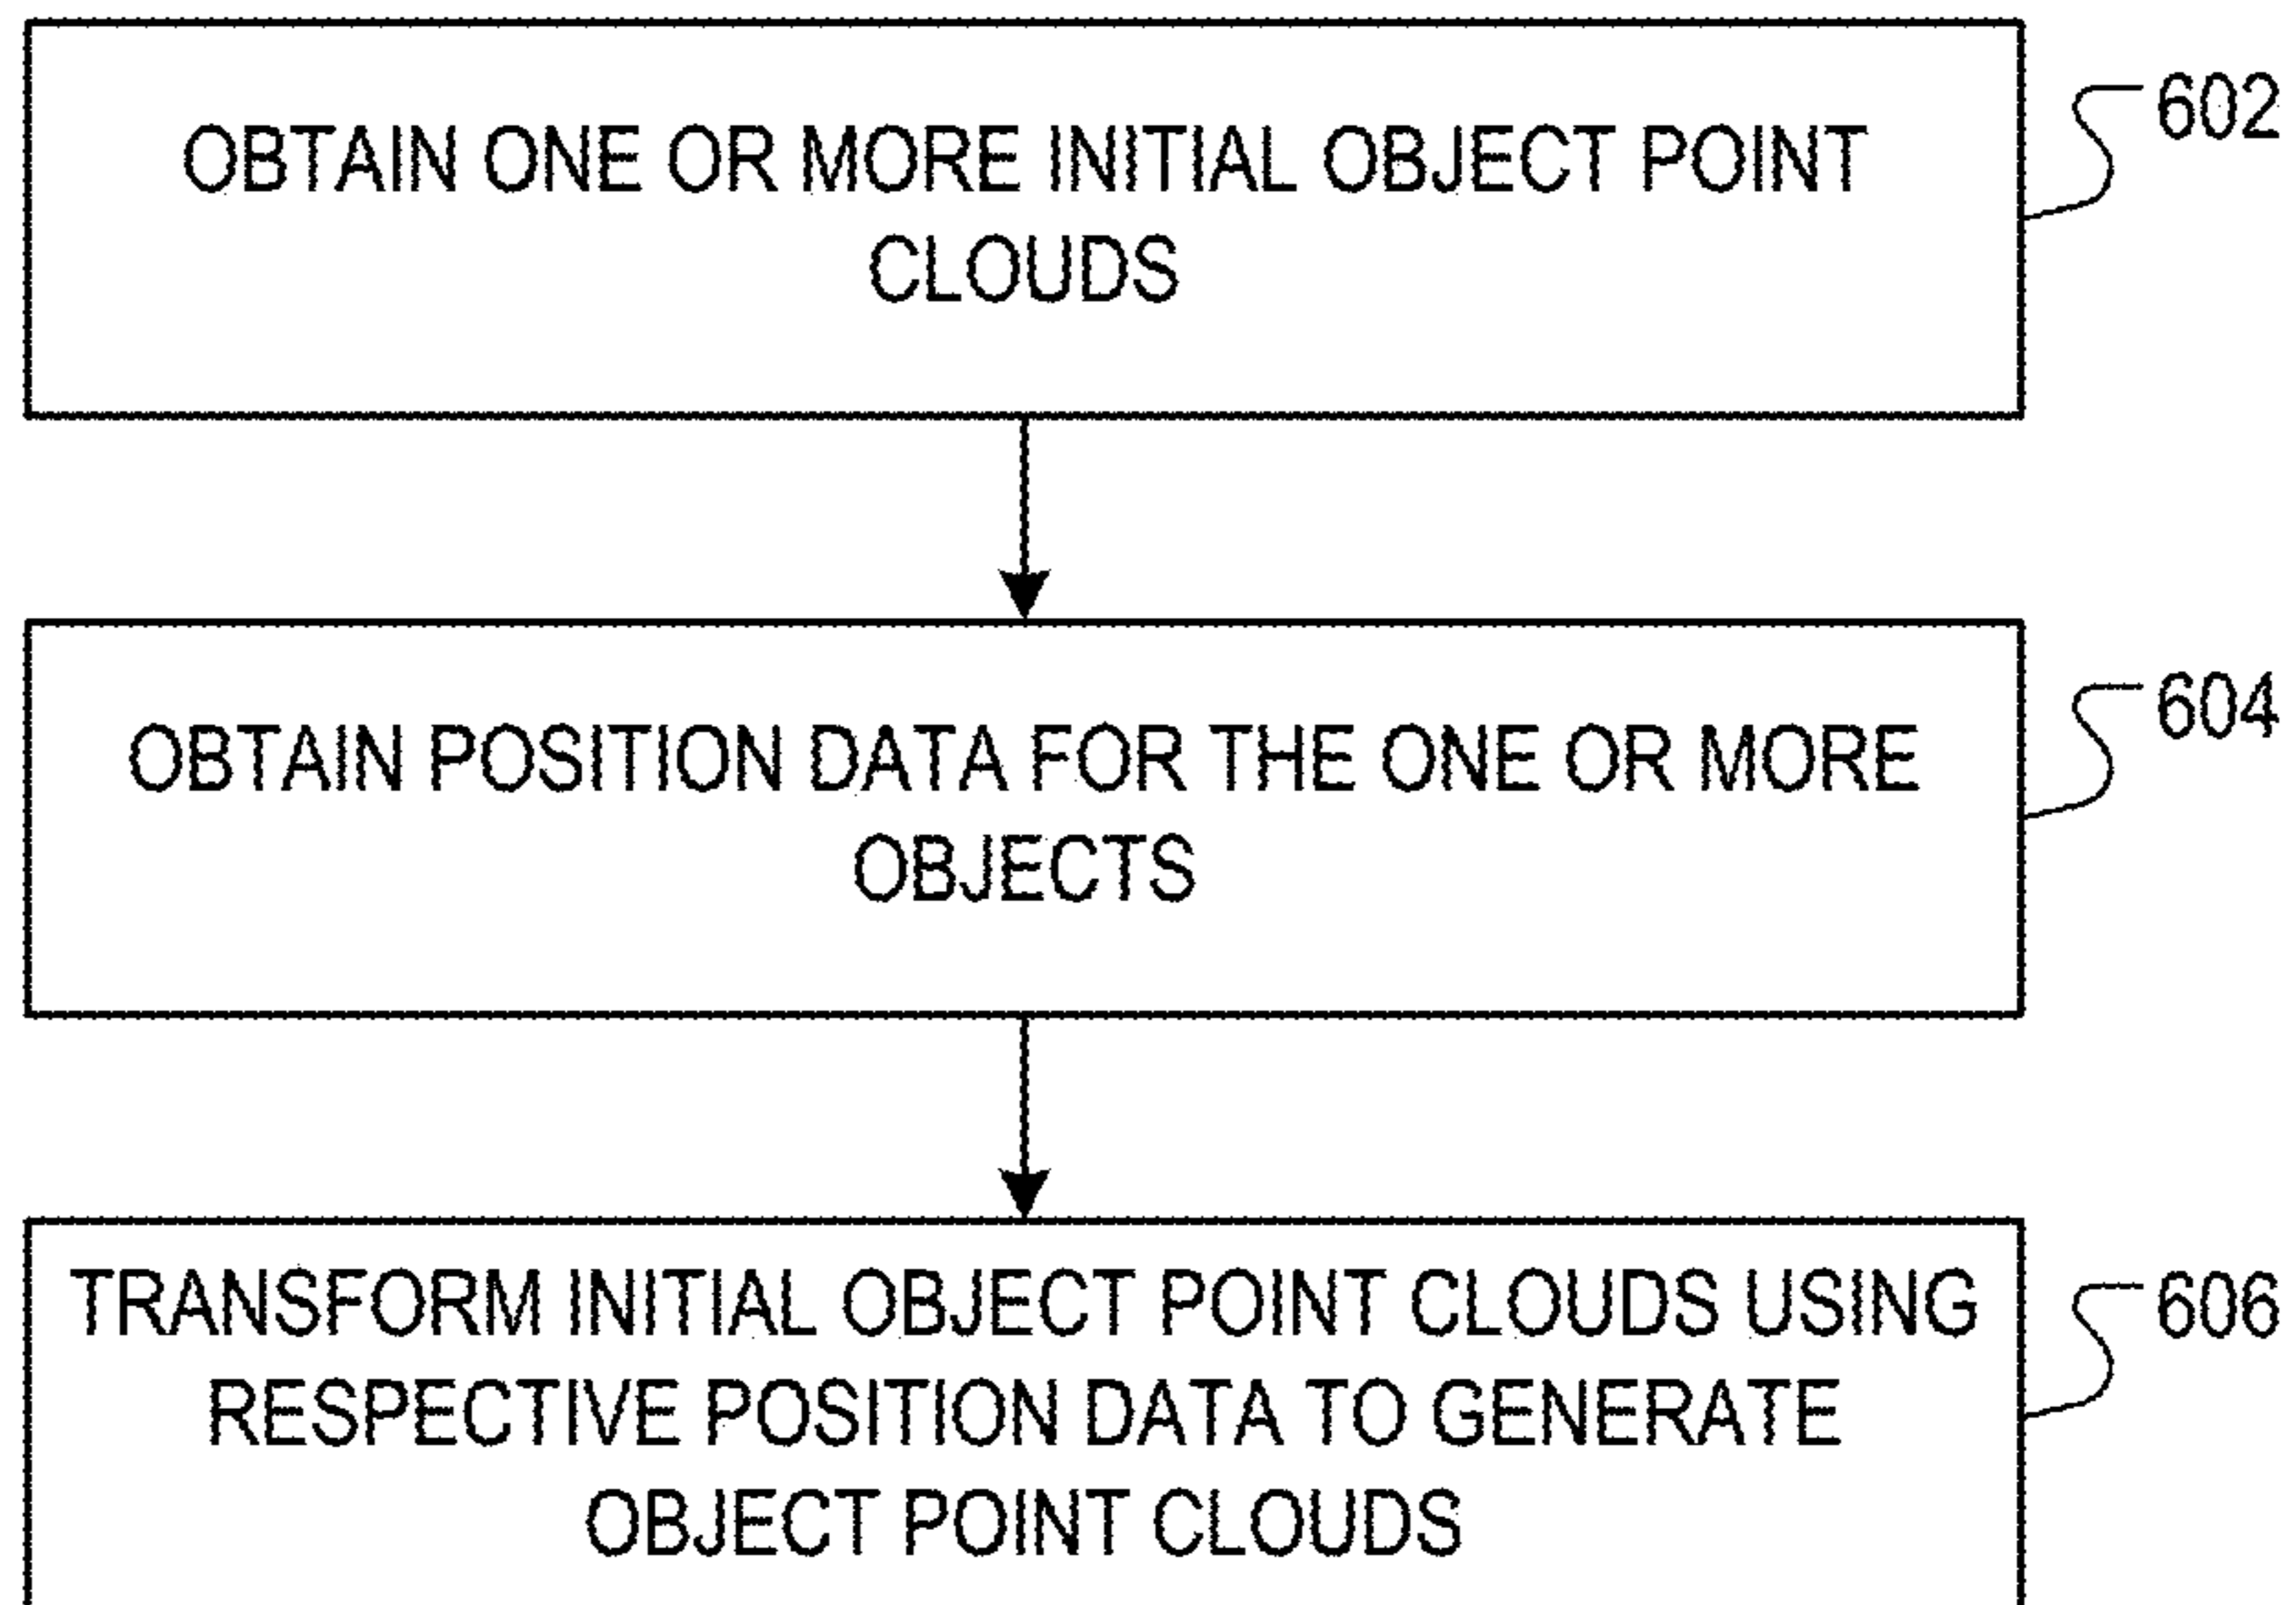 OBTAIN ONE OR MORE INITIAL OBJECT POINT
CLOUDS
602
OBTAIN POSITION DATA FOR THE ONE OR MORE
OBJECTS
604
TRANSFORM INITIAL OBJECT POINT CLOUDS USING
RESPECTIVE POSITION DATA TO GENERATE
OBJECT POINT CLOUDS
606